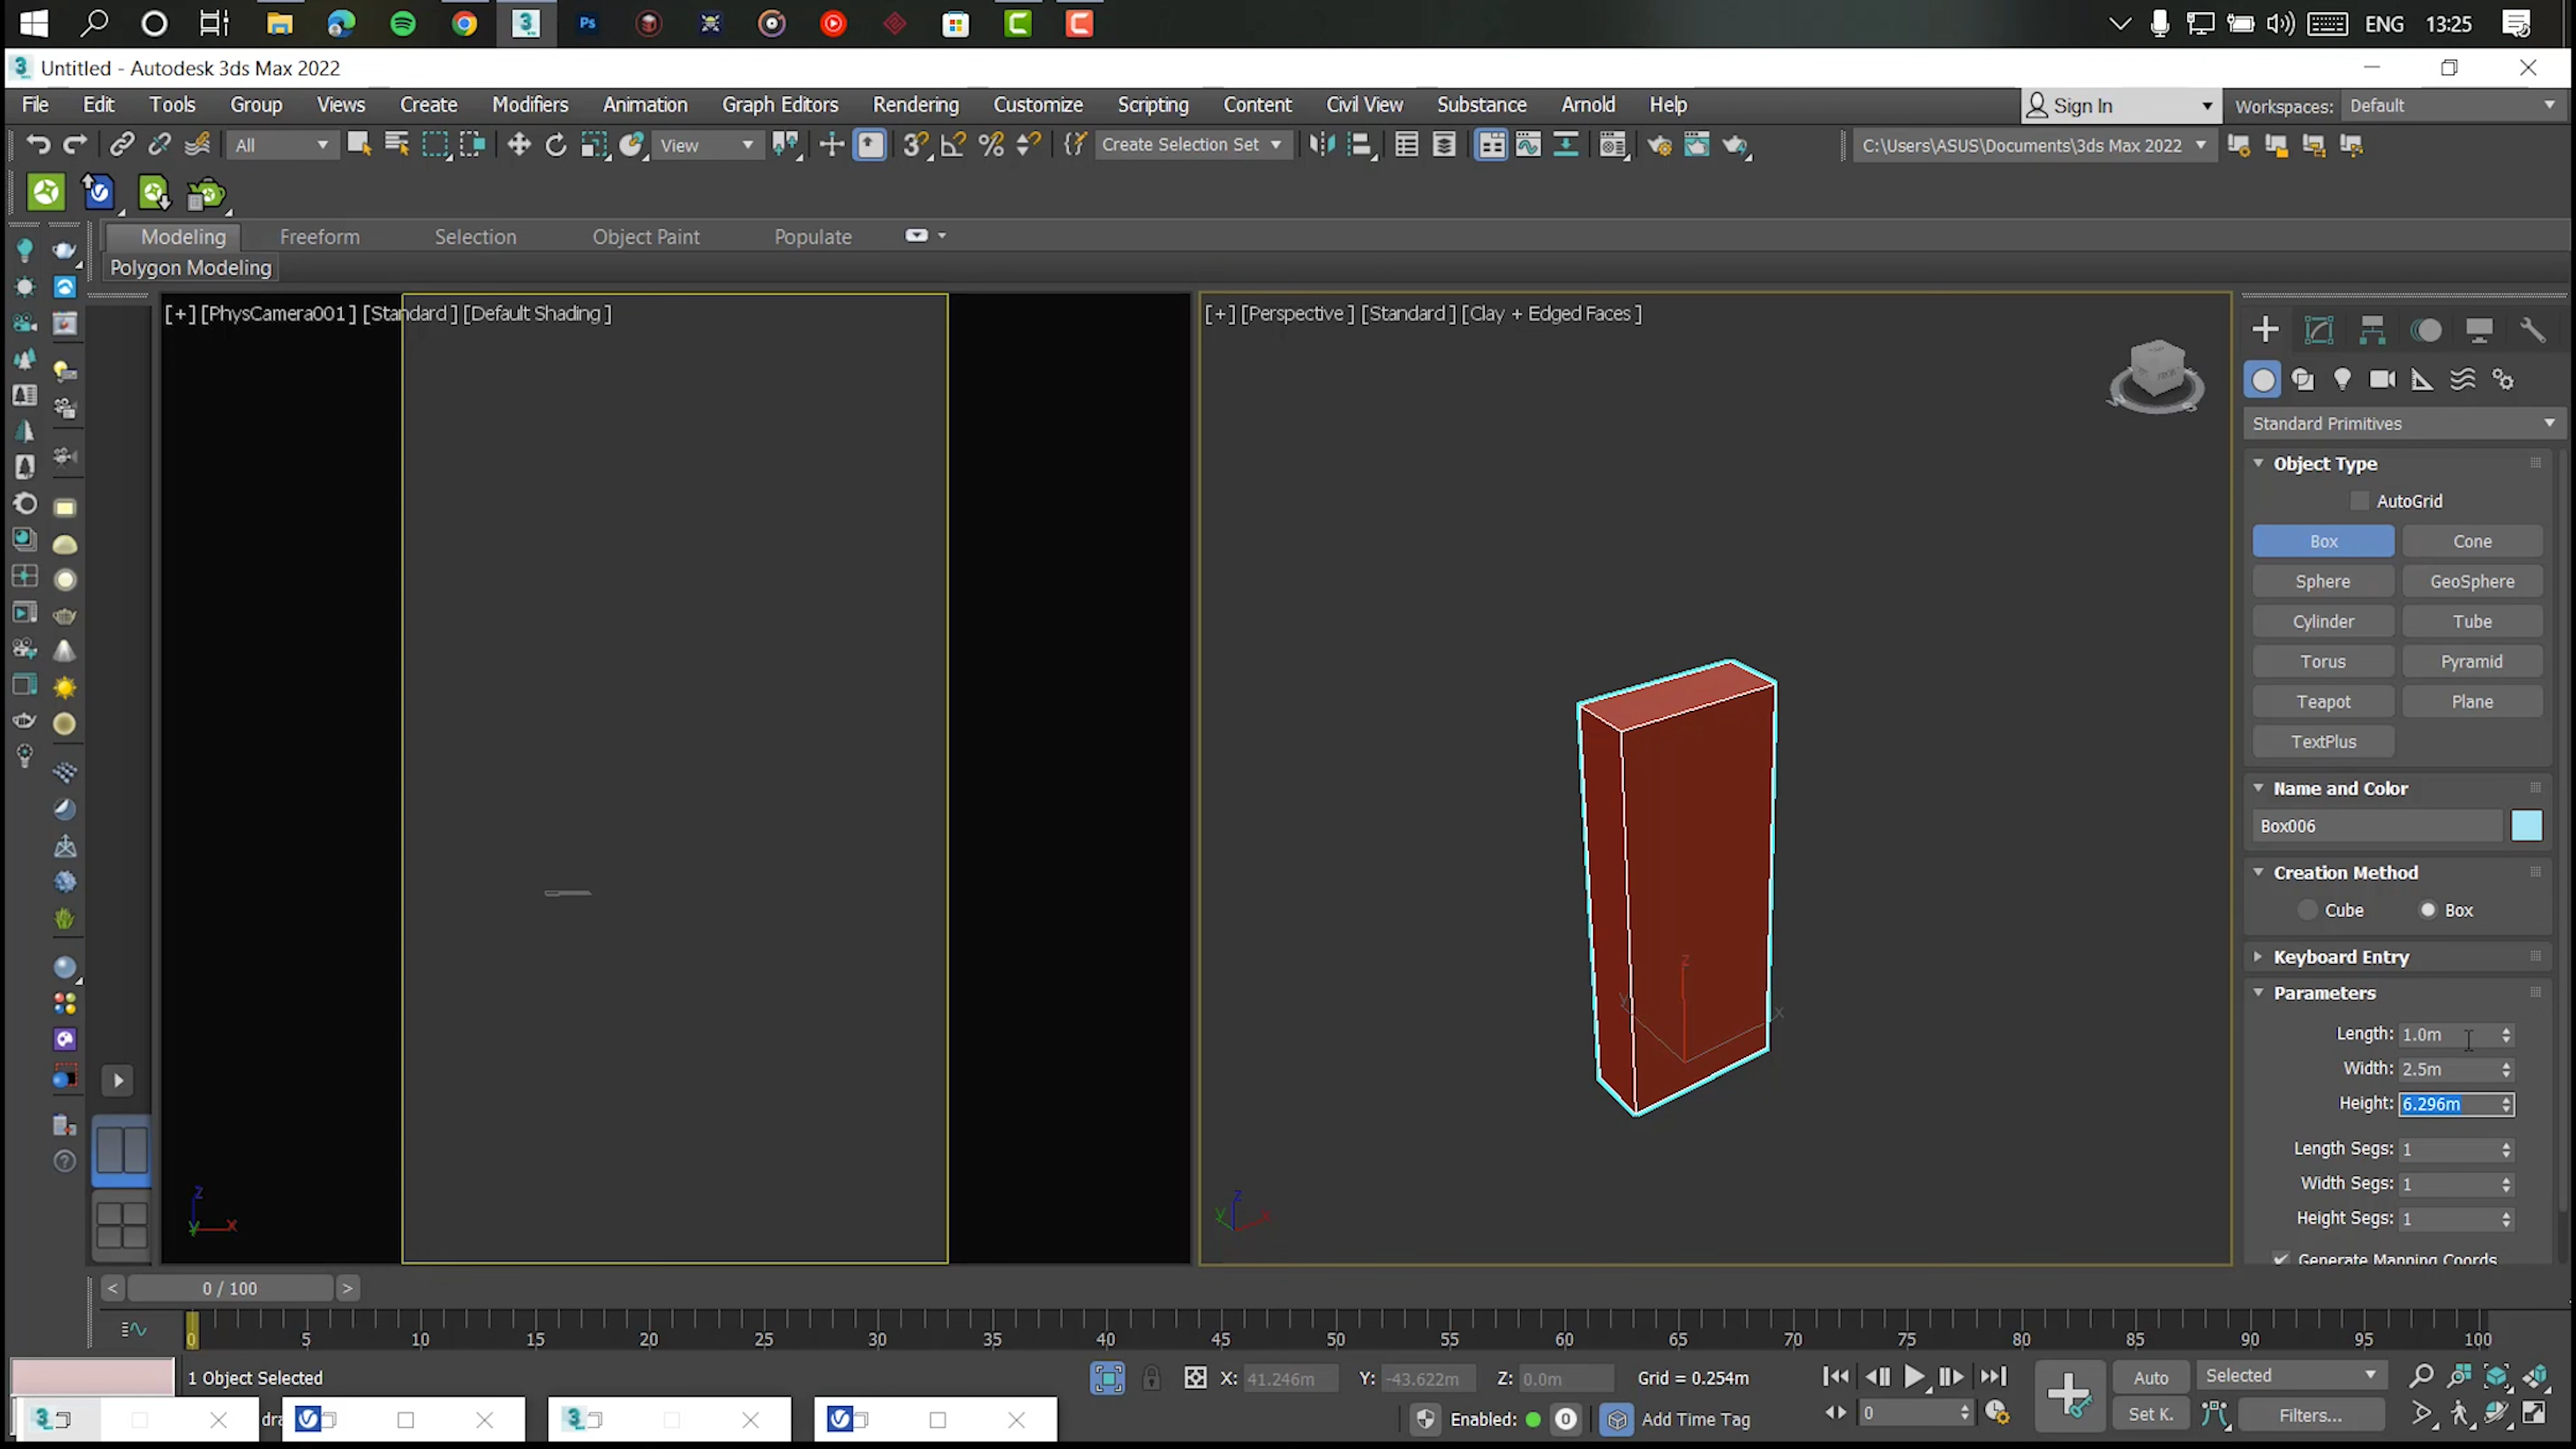 ENG 13:25
Untitled - Autodesk 3ds Max 2022
File Edit Tools Group Views Create Modifiers Animation Graph Editors Rendering Customize Scripting Content Civil View Substance Arnold Help
Sign In Workspaces: Default
All View Create Selection Set C:\Users\ASUS\Documents\3ds Max 2022
Modeling Freeform Selection Object Paint Populate
Polygon Modeling
[+] [PhysCamera001] [Standard] [Default Shading]
[+] [Perspective] [Standard] [Clay + Edged Faces]
Standard Primitives
Object Type
AutoGrid
Box Cone
Sphere GeoSphere
Cylinder Tube
Torus Pyramid
Teapot Plane
TextPlus
Name and Color
Box006
Creation Method
Cube Box
Keyboard Entry
Parameters
Length: 1.0m
Width: 2.5m
Height: 6.296m
Length Segs: 1
Width Segs: 1
Height Segs: 1
Generate Mapping Coords
z
y x
z
y x
z
y x
< 0 / 100 >
0 5 10 15 20 25 30 35 40 45 50 55 60 65 70 75 80 85 90 95 100
1 Object Selected X: 41.246m Y: -43.622m Z: 0.0m Grid = 0.254m Auto Selected
dra Enabled: 0 Add Time Tag 0 Set K. Filters...